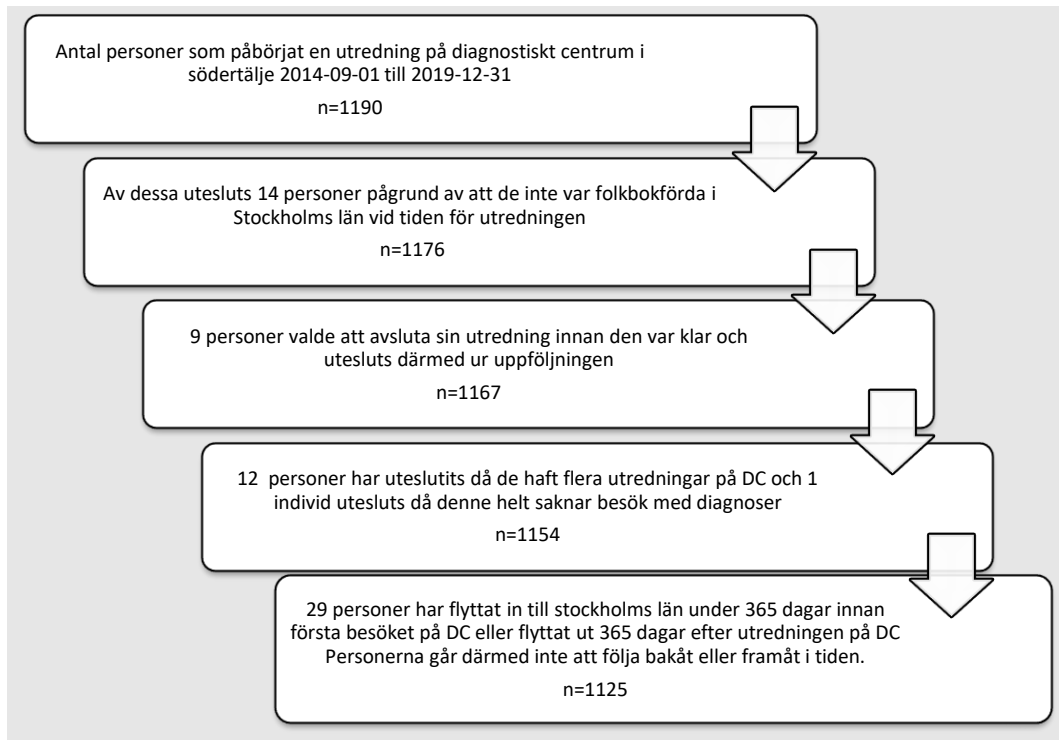 Antal personer som påbörjat en utredning på diagnostiskt centrum i
södertälje 2014-09-01 till 2019-12-31
n=1190
Av dessa utesluts 14 personer pågrund av att de inte var folkbokförda i
Stockholms län vid tiden för utredningen
n=1176
9 personer valde att avsluta sin utredning innan den var klar och
utesluts därmed ur uppföljningen
n=1167
12 personer har uteslutits då de haft flera utredningar på DC och 1
individ utesluts då denne helt saknar besök med diagnoser
n=1154
29 personer har flyttat in till stockholms län under 365 dagar innan
första besöket på DC eller flyttat ut 365 dagar efter utredningen på DC
Personerna går därmed inte att följa bakåt eller framåt i tiden.
n=1125